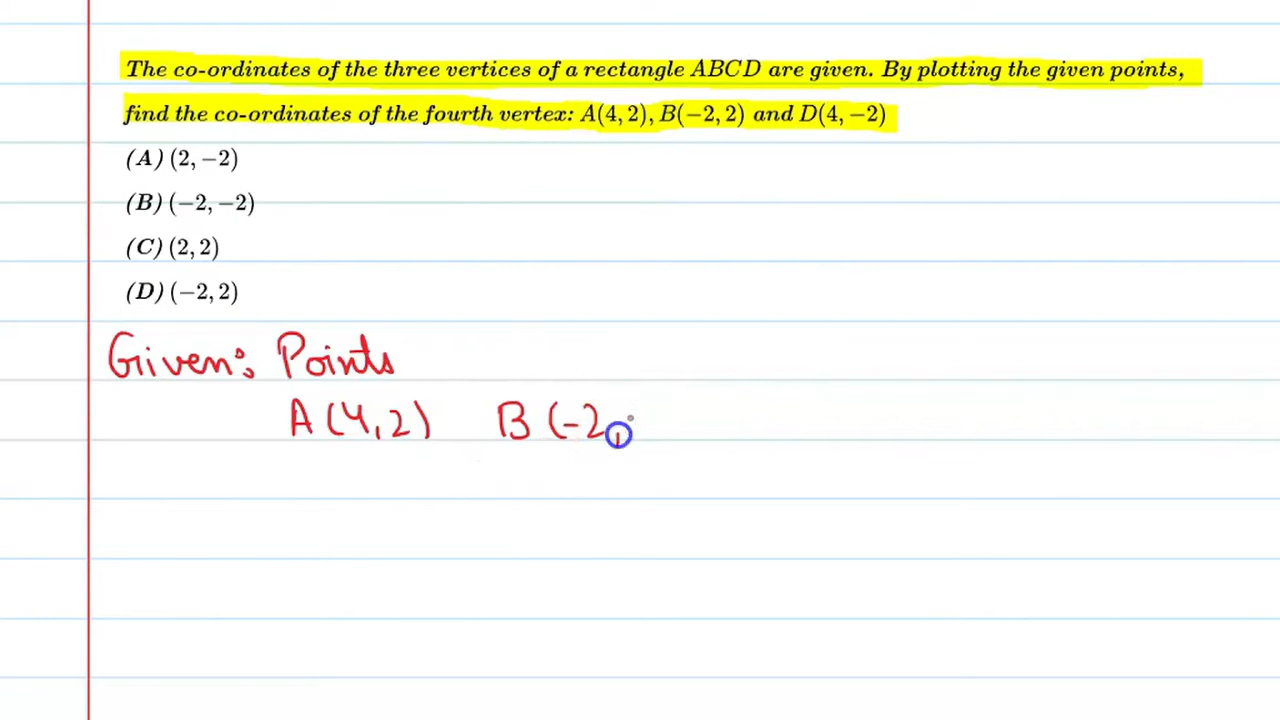 The co-ordinates of the three vertices of a rectangle ABCD are given. By plotting the given points,
find the co-ordinates of the fourth vertex: A(4, 2), B(−2, 2) and D(4, −2)
(A) (2, −2)
(B) (−2, −2)
(C) (2, 2)
(D) (−2, 2)
Given: Points
A (4,2) B (-2,